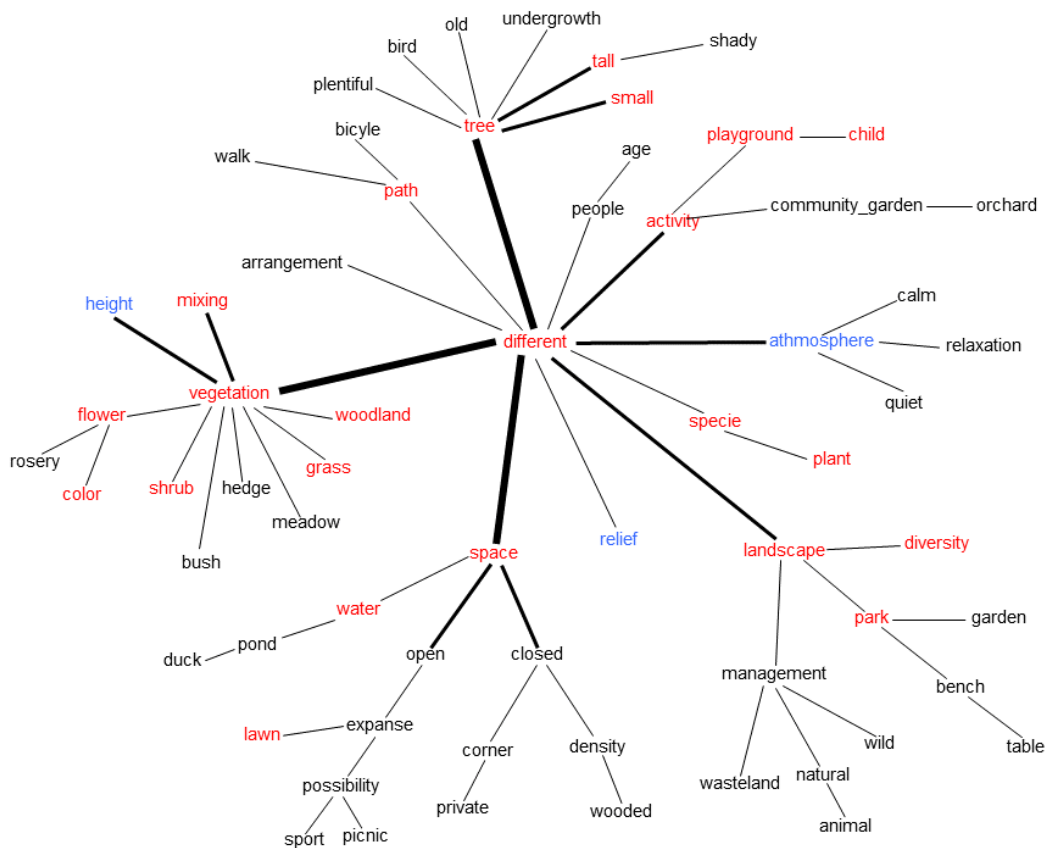 undergrowth
old
bird
shady
tall
plentiful
small
tree
bicyle
playground
child
walk
age
path
people
community_garden
orchard
activity
arrangement
calm
height
mixing
different
athmosphere
relaxation
vegetation
quiet
flower
woodland
specie
rosery
plant
grass
color
shrub
hedge
meadow
relief
diversity
bush
space
landscape
water
park
garden
pond
duck
open
closed
management
bench
lawn
expanse
corner
density
wild
table
wasteland
natural
possibility
private
wooded
animal
sport
picnic